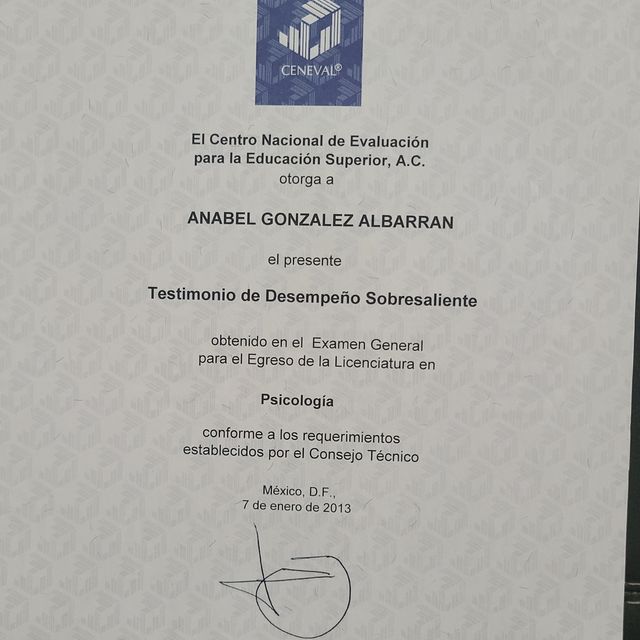 CENEVAL®
El Centro Nacional de Evaluación
para la Educación Superior, A.C.
otorga a
ANABEL GONZALEZ ALBARRAN
el presente
Testimonio de Desempeño Sobresaliente
obtenido en el Examen General
para el Egreso de la Licenciatura en
Psicología
conforme a los requerimientos
establecidos por el Consejo Técnico
México, D.F.,
7 de enero de 2013